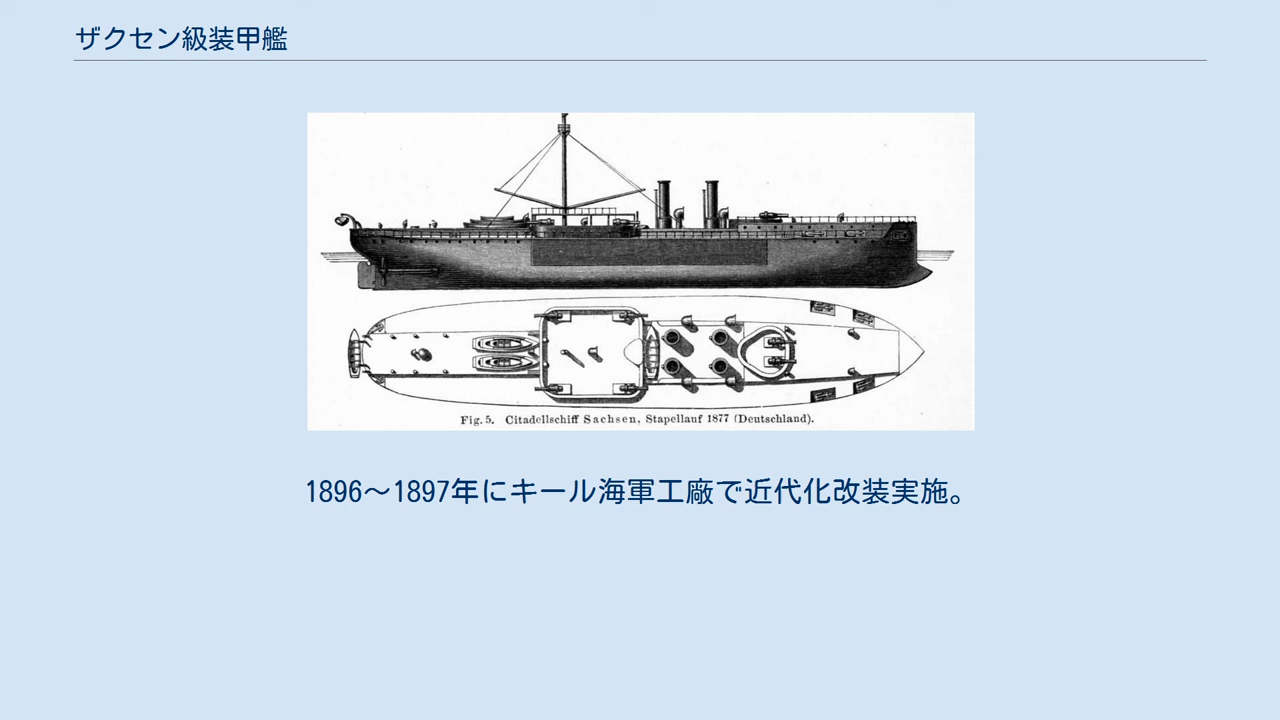 ザクセン級装甲艦
Fig. 5. Citadellschiff Sachsen, Stapellauf 1877 (Deutschland).
1896～1897年にキール海軍工廠で近代化改装実施。